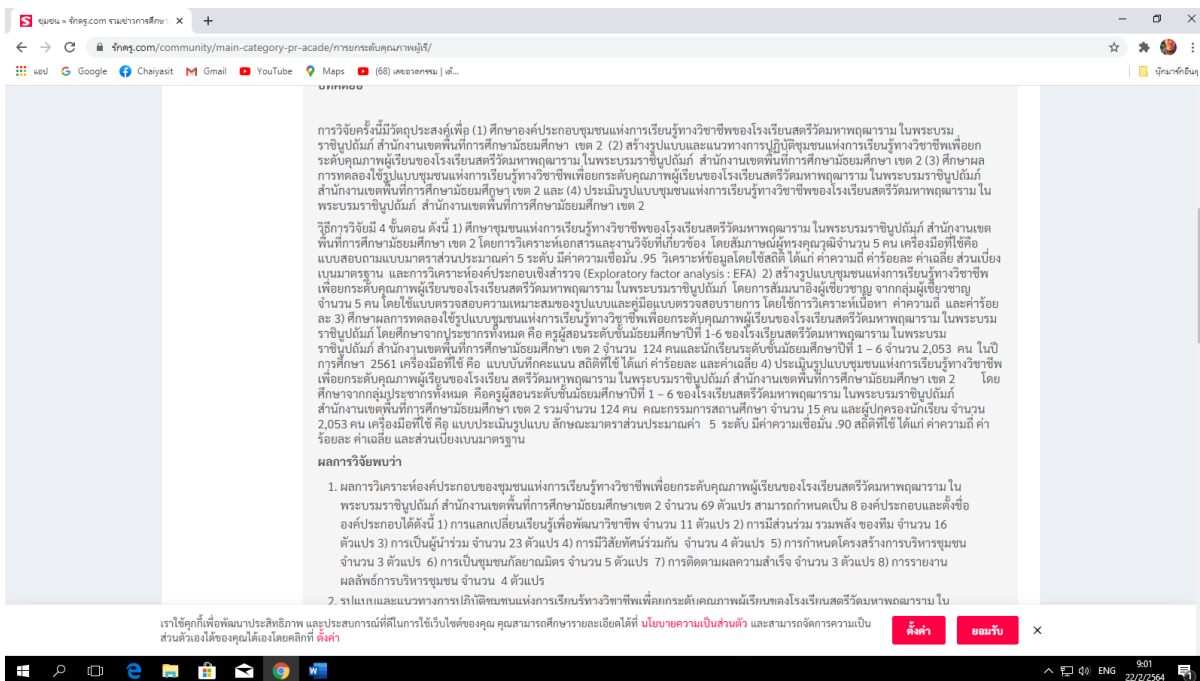 ชุมชน » รักครู.com รวมข่าวการศึกษา
รักครู.com/community/main-category-pr-acade/การยกระดับคุณภาพผู้เรี/
แอป Google Chaiyasit M Gmail YouTube Maps (68) เลขอวดกรรม | เด้... บุ๊กมาร์กอื่นๆ
บทคัดย่อ
การวิจัยครั้งนี้มีวัตถุประสงค์เพื่อ (1) ศึกษาองค์ประกอบชุมชนแห่งการเรียนรู้ทางวิชาชีพของโรงเรียนสตรีวัดมหาพฤฒาราม ในพระบรม
ราชินูปถัมภ์ สำนักงานเขตพื้นที่การศึกษามัธยมศึกษา เขต 2 (2) สร้างรูปแบบและแนวทางการปฏิบัติชุมชนแห่งการเรียนรู้ทางวิชาชีพเพื่อยก
ระดับคุณภาพผู้เรียนของโรงเรียนสตรีวัดมหาพฤฒาราม ในพระบรมราชินูปถัมภ์ สำนักงานเขตพื้นที่การศึกษามัธยมศึกษา เขต 2 (3) ศึกษาผล
การทดลองใช้รูปแบบชุมชนแห่งการเรียนรู้ทางวิชาชีพเพื่อยกระดับคุณภาพผู้เรียนของโรงเรียนสตรีวัดมหาพฤฒาราม ในพระบรมราชินูปถัมภ์
สำนักงานเขตพื้นที่การศึกษามัธยมศึกษา เขต 2 และ (4) ประเมินรูปแบบชุมชนแห่งการเรียนรู้ทางวิชาชีพของโรงเรียนสตรีวัดมหาพฤฒาราม ใน
พระบรมราชินูปถัมภ์ สำนักงานเขตพื้นที่การศึกษามัธยมศึกษา เขต 2
วิธีการวิจัยมี 4 ขั้นตอน ดังนี้ 1) ศึกษาชุมชนแห่งการเรียนรู้ทางวิชาชีพของโรงเรียนสตรีวัดมหาพฤฒาราม ในพระบรมราชินูปถัมภ์ สำนักงานเขต
พื้นที่การศึกษามัธยมศึกษา เขต 2 โดยการวิเคราะห์เอกสารและงานวิจัยที่เกี่ยวข้อง โดยสัมภาษณ์ผู้ทรงคุณวุฒิจำนวน 5 คน เครื่องมือที่ใช้คือ
แบบสอบถามแบบมาตราส่วนประมาณค่า 5 ระดับ มีค่าความเชื่อมั่น .95 วิเคราะห์ข้อมูลโดยใช้สถิติ ได้แก่ ค่าความถี่ ค่าร้อยละ ค่าเฉลี่ย ส่วนเบี่ยง
เบนมาตรฐาน และการวิเคราะห์องค์ประกอบเชิงสำรวจ (Exploratory factor analysis : EFA) 2) สร้างรูปแบบชุมชนแห่งการเรียนรู้ทางวิชาชีพ
เพื่อยกระดับคุณภาพผู้เรียนของโรงเรียนสตรีวัดมหาพฤฒาราม ในพระบรมราชินูปถัมภ์ โดยการสัมมนาอิงผู้เชี่ยวชาญ จากกลุ่มผู้เชี่ยวชาญ
จำนวน 5 คน โดยใช้แบบตรวจสอบความเหมาะสมของรูปแบบและคู่มือแบบตรวจสอบรายการ โดยใช้การวิเคราะห์เนื้อหา ค่าความถี่ และค่าร้อย
ละ 3) ศึกษาผลการทดลองใช้รูปแบบชุมชนแห่งการเรียนรู้ทางวิชาชีพเพื่อยกระดับคุณภาพผู้เรียนของโรงเรียนสตรีวัดมหาพฤฒาราม ในพระบรม
ราชินูปถัมภ์ โดยศึกษาจากประชากรทั้งหมด คือ ครูผู้สอนระดับชั้นมัธยมศึกษาปีที่ 1-6 ของโรงเรียนสตรีวัดมหาพฤฒาราม ในพระบรม
ราชินูปถัมภ์ สำนักงานเขตพื้นที่การศึกษามัธยมศึกษา เขต 2 จำนวน 124 คนและนักเรียนระดับชั้นมัธยมศึกษาปีที่ 1 – 6 จำนวน 2,053 คน ในปี
การศึกษา 2561 เครื่องมือที่ใช้ คือ แบบบันทึกคะแนน สถิติที่ใช้ ได้แก่ ค่าร้อยละ และค่าเฉลี่ย 4) ประเมินรูปแบบชุมชนแห่งการเรียนรู้ทางวิชาชีพ
เพื่อยกระดับคุณภาพผู้เรียนของโรงเรียน สตรีวัดมหาพฤฒาราม ในพระบรมราชินูปถัมภ์ สำนักงานเขตพื้นที่การศึกษามัธยมศึกษา เขต 2 โดย
ศึกษาจากกลุ่มประชากรทั้งหมด คือครูผู้สอนระดับชั้นมัธยมศึกษาปีที่ 1 – 6 ของโรงเรียนสตรีวัดมหาพฤฒาราม ในพระบรมราชินูปถัมภ์
สำนักงานเขตพื้นที่การศึกษามัธยมศึกษา เขต 2 รวมจำนวน 124 คน คณะกรรมการสถานศึกษา จำนวน 15 คน และผู้ปกครองนักเรียน จำนวน
2,053 คน เครื่องมือที่ใช้ คือ แบบประเมินรูปแบบ ลักษณะมาตราส่วนประมาณค่า 5 ระดับ มีค่าความเชื่อมั่น .90 สถิติที่ใช้ ได้แก่ ค่าความถี่ ค่า
ร้อยละ ค่าเฉลี่ย และส่วนเบี่ยงเบนมาตรฐาน
ผลการวิจัยพบว่า
1. ผลการวิเคราะห์องค์ประกอบของชุมชนแห่งการเรียนรู้ทางวิชาชีพเพื่อยกระดับคุณภาพผู้เรียนของโรงเรียนสตรีวัดมหาพฤฒาราม ใน
พระบรมราชินูปถัมภ์ สำนักงานเขตพื้นที่การศึกษามัธยมศึกษาเขต 2 จำนวน 69 ตัวแปร สามารถกำหนดเป็น 8 องค์ประกอบและตั้งชื่อ
องค์ประกอบได้ดังนี้ 1) การแลกเปลี่ยนเรียนรู้เพื่อพัฒนาวิชาชีพ จำนวน 11 ตัวแปร 2) การมีส่วนร่วม รวมพลัง ของทีม จำนวน 16
ตัวแปร 3) การเป็นผู้นำร่วม จำนวน 23 ตัวแปร 4) การมีวิสัยทัศน์ร่วมกัน จำนวน 4 ตัวแปร 5) การกำหนดโครงสร้างการบริหารชุมชน
จำนวน 3 ตัวแปร 6) การเป็นชุมชนกัลยาณมิตร จำนวน 5 ตัวแปร 7) การติดตามผลความสำเร็จ จำนวน 3 ตัวแปร 8) การรายงาน
ผลลัพธ์การบริหารชุมชน จำนวน 4 ตัวแปร
2. รูปแบบและแนวทางการปฏิบัติชุมชนแห่งการเรียนรู้ทางวิชาชีพเพื่อยกระดับคุณภาพผู้เรียนของโรงเรียนสตรีวัดมหาพฤฒาราม ใน
เราใช้คุกกี้เพื่อพัฒนาประสิทธิภาพ และประสบการณ์ที่ดีในการใช้เว็บไซต์ของคุณ คุณสามารถศึกษารายละเอียดได้ที่ นโยบายความเป็นส่วนตัว และสามารถจัดการความเป็น
ส่วนตัวเองได้ของคุณได้เองโดยคลิกที่ ตั้งค่า
ตั้งค่า ยอมรับ
ENG 9:01
22/2/2564